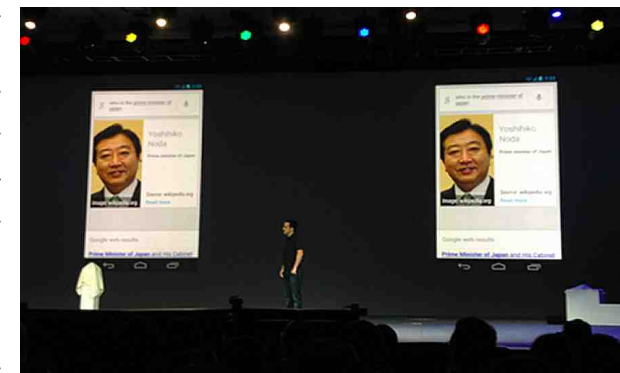 who is the prime minister of
japan
Yoshihiko
Noda
Prime minister of Japan
Source: wikipedia.org
Image: wikipedia.org
Read more
Google web results
Prime Minister of Japan and His Cabinet
who is the prime minister of
japan
Yoshihiko
Noda
Prime minister of Japan
Source: wikipedia.org
Image: wikipedia.org
Read more
Google web results
Prime Minister of Japan and His Cabinet